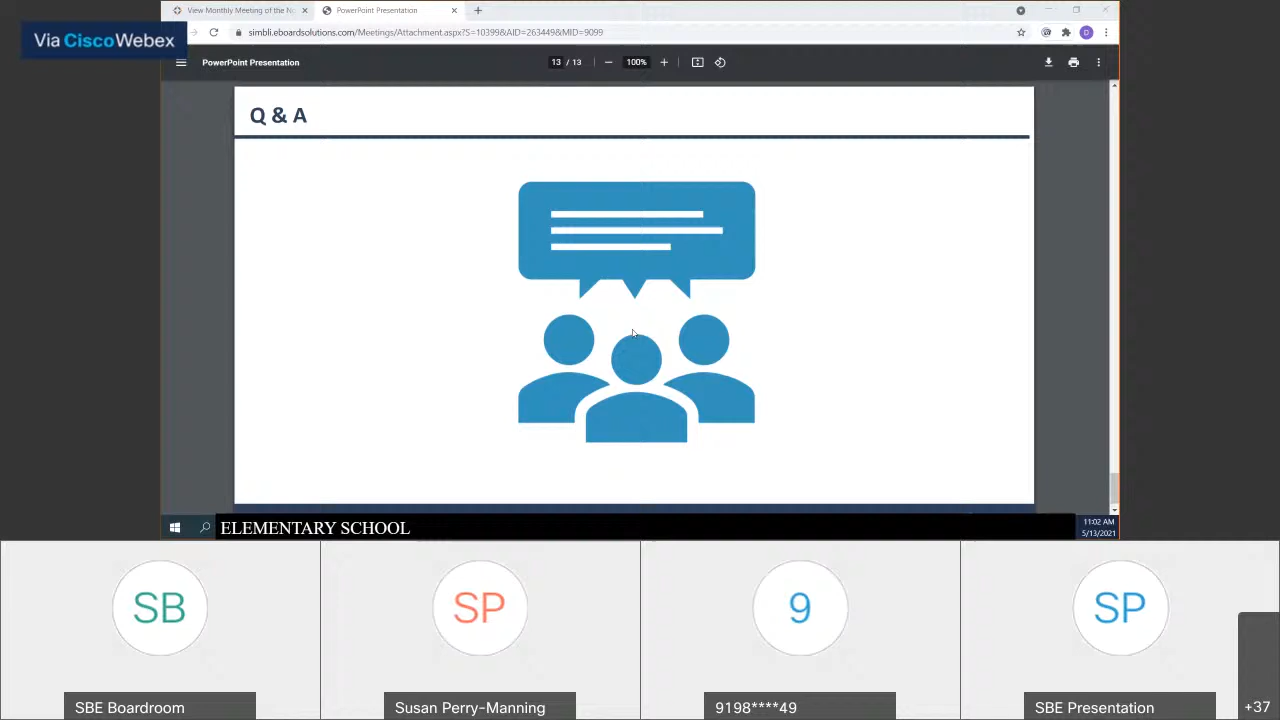 View Monthly Meeting of the N
PowerPoint Presentation
Via CiscoWebex
simbli.eboardsolutions.com/Meetings/Attachment.aspx?S=10399&AID=263449&MID=9099
D
PowerPoint Presentation
13 / 13
100%
Q & A
ELEMENTARY SCHOOL
11:02 AM
5/13/2021
SB
SP
9
SP
SBE Boardroom
Susan Perry-Manning
9198****49
SBE Presentation
+37